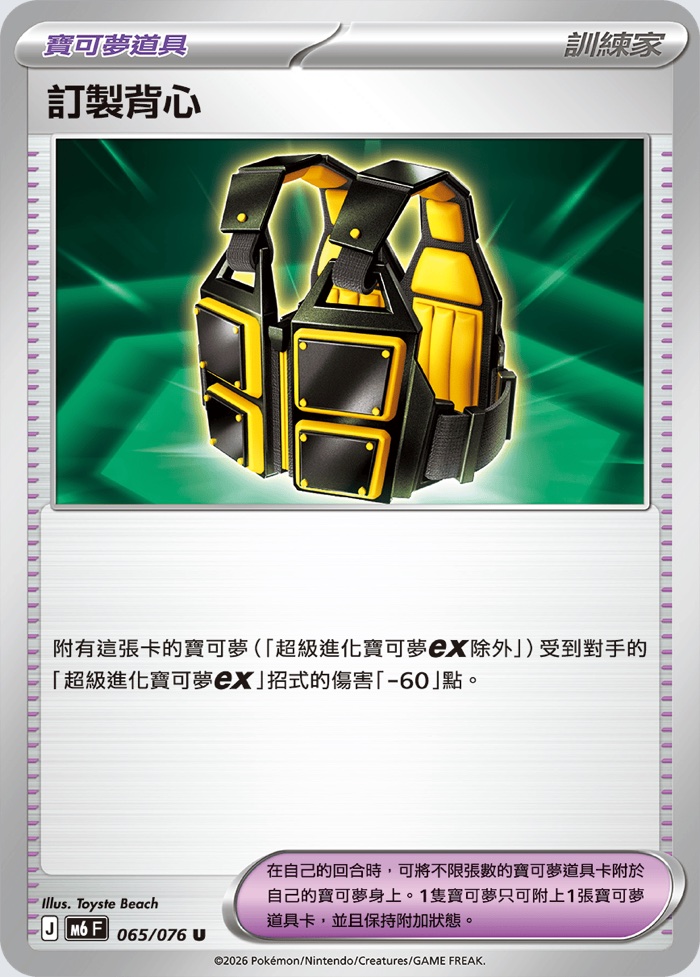 寶可夢道具
訓練家
訂製背心
附有這張卡的寶可夢（「超級進化寶可夢ex除外」）受到對手的
「超級進化寶可夢ex」招式的傷害「-60」點。
在自己的回合時，可將不限張數的寶可夢道具卡附於
自己的寶可夢身上。1隻寶可夢只可附上1張寶可夢
道具卡，並且保持附加狀態。
Illus. Toyste Beach
J M6 F 065/076 U
©2026 Pokémon/Nintendo/Creatures/GAME FREAK.